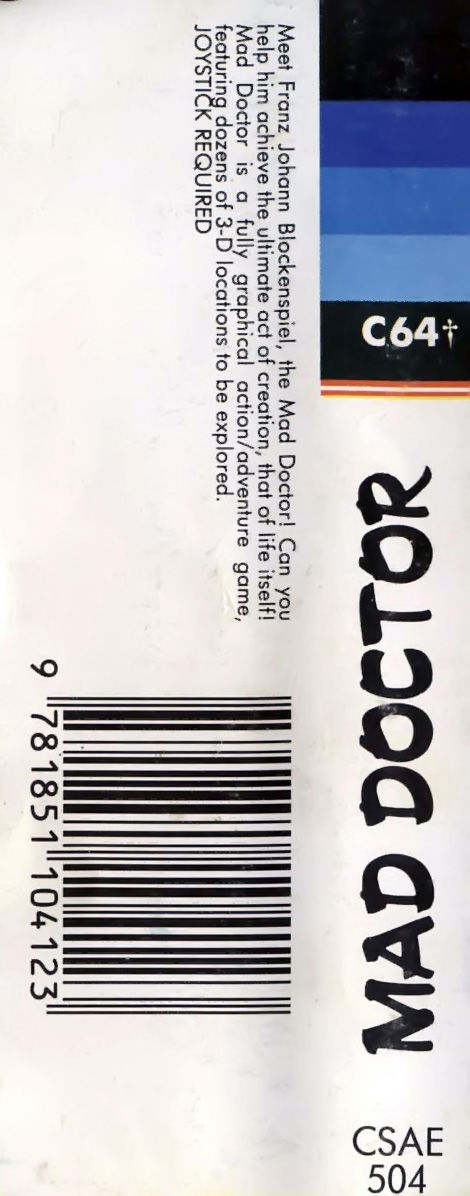 Meet Franz Johann Blockenspiel, the Mad Doctor! Can you
help him achieve the ultimate act of creation, that of life itself!
Mad Doctor is a fully graphical action/adventure game,
featuring dozens of 3-D locations to be explored.
JOYSTICK REQUIRED
9 781851 104123
C64†
MAD DOCTOR
CSAE
504